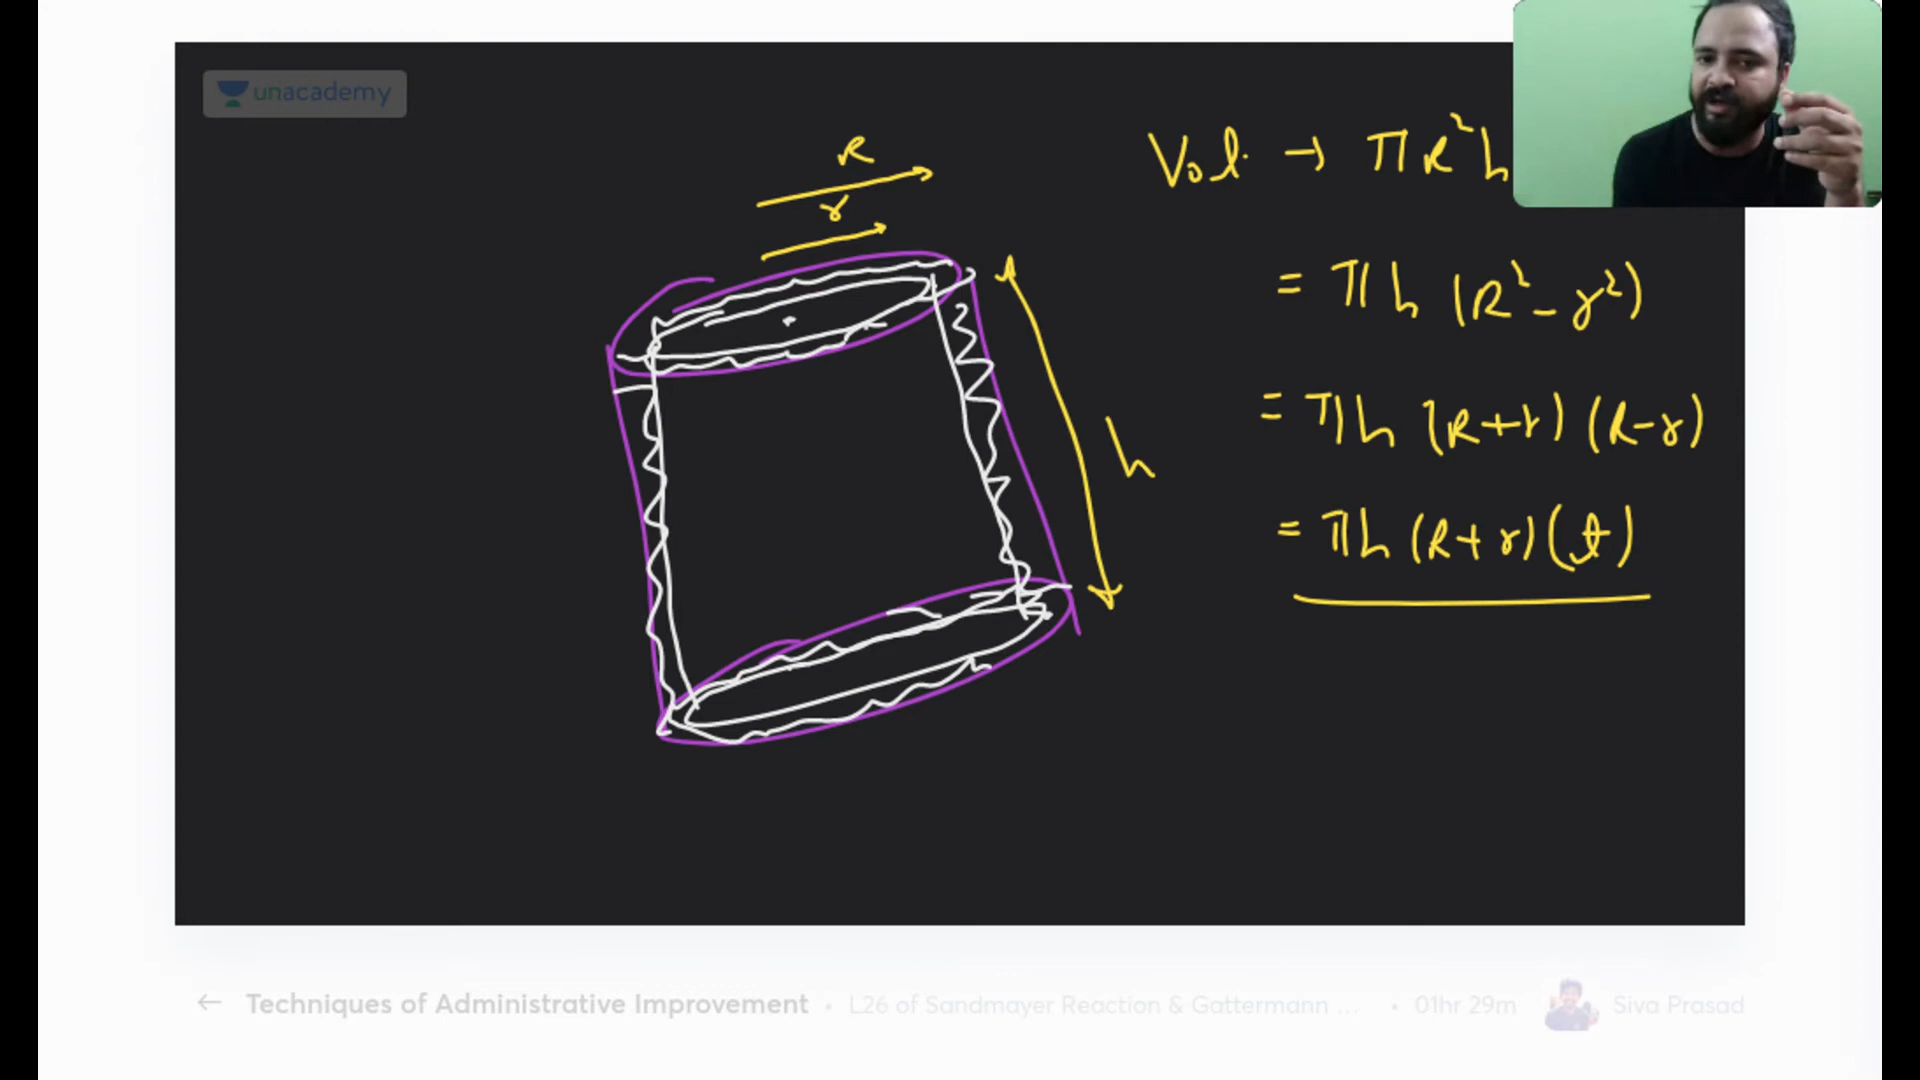 unacademy
R
r
h
Vol. → πR²h
= πh (R² - r²)
= πh (R+r) (R-r)
= πh (R+r) (t)
← Techniques of Administrative Improvement • L26 of Sandmayer Reaction & Gattermann ... • 01hr 29m Siva Prasad